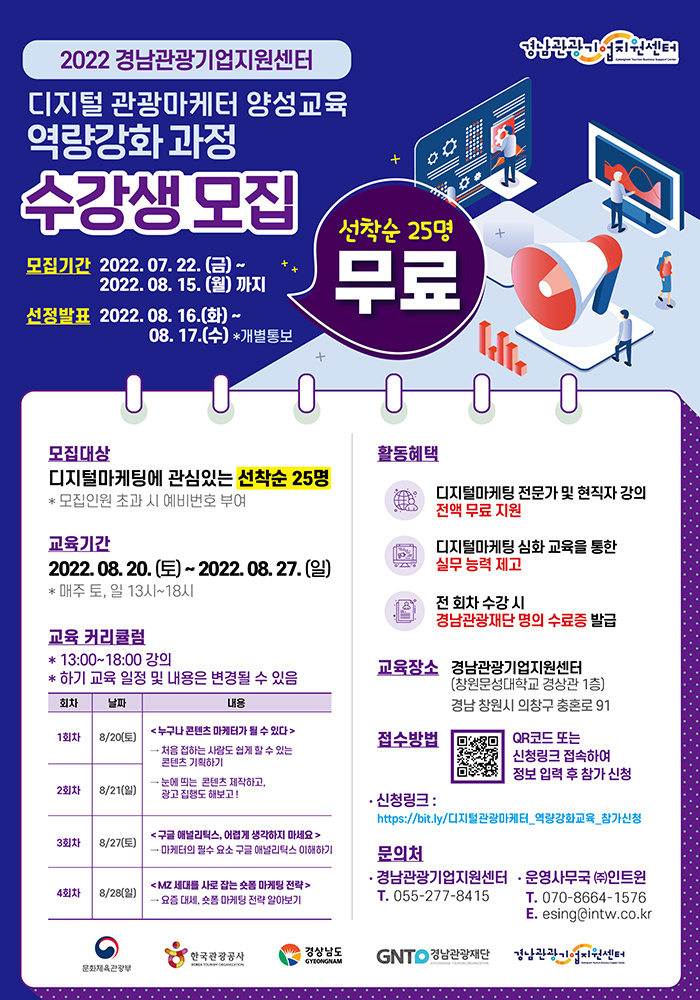 2022 경남관광기업지원센터
경남관광기업지원센터
디지털 관광마케터 양성교육
역량강화 과정
수강생 모집
선착순 25명
무료
모집기간 2022. 07. 22. (금) ~
2022. 08. 15. (월) 까지
선정발표 2022. 08. 16.(화) ~
08. 17.(수) *개별통보
모집대상
디지털마케팅에 관심있는 선착순 25명
* 모집인원 초과 시 예비번호 부여
교육기간
2022. 08. 20. (토) ~ 2022. 08. 27. (일)
* 매주 토, 일 13시~18시
교육 커리큘럼
* 13:00~18:00 강의
* 하기 교육 일정 및 내용은 변경될 수 있음
회차 날짜 내용
1회차 8/20(토) < 누구나 콘텐츠 마케터가 될 수 있다 >
→ 처음 접하는 사람도 쉽게 할 수 있는
콘텐츠 기획하기
2회차 8/21(일) → 눈에 띄는 콘텐츠 제작하고,
광고 집행도 해보고 !
3회차 8/27(토) < 구글 애널리틱스, 어렵게 생각하지 마세요 >
→ 마케터의 필수 요소 구글 애널리틱스 이해하기
4회차 8/28(일) < MZ 세대를 사로 잡는 숏폼 마케팅 전략 >
→ 요즘 대세, 숏폼 마케팅 전략 알아보기
활동혜택
디지털마케팅 전문가 및 현직자 강의
전액 무료 지원
디지털마케팅 심화 교육을 통한
실무 능력 제고
전 회차 수강 시
경남관광재단 명의 수료증 발급
교육장소 경남관광기업지원센터
(창원문성대학교 경상관 1층)
경남 창원시 의창구 충혼로 91
접수방법 QR코드 또는
신청링크 접속하여
정보 입력 후 참가 신청
· 신청링크 :
https://bit.ly/디지털관광마케터_역량강화교육_참가신청
문의처
· 경남관광기업지원센터
T. 055-277-8415
· 운영사무국 ㈜인트윈
T. 070-8664-1576
E. esing@intw.co.kr
문화체육관광부
한국관광공사
KOREA TOURISM ORGANIZATION
경상남도
GYEONGNAM
GNTO 경남관광재단
GYEONGNAM TOURISM ORGANIZATION
경남관광기업지원센터